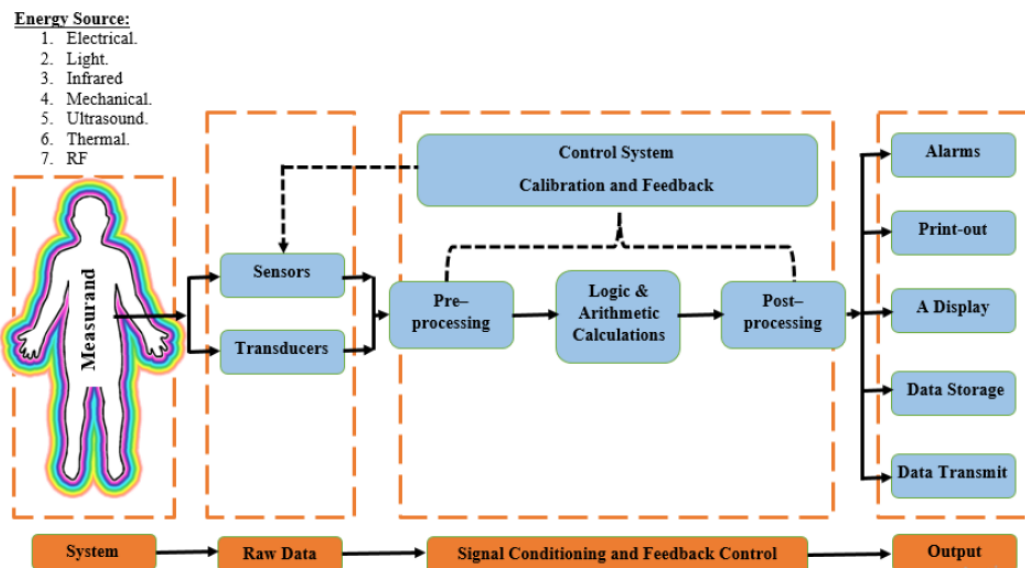 Energy Source:
1. Electrical.
2. Light.
3. Infrared
4. Mechanical.
5. Ultrasound.
6. Thermal.
7. RF
Measurand
Sensors
Transducers
Control System
Calibration and Feedback
Pre–
processing
Logic &
Arithmetic
Calculations
Post–
processing
Alarms
Print-out
A Display
Data Storage
Data Transmit
System
Raw Data
Signal Conditioning and Feedback Control
Output